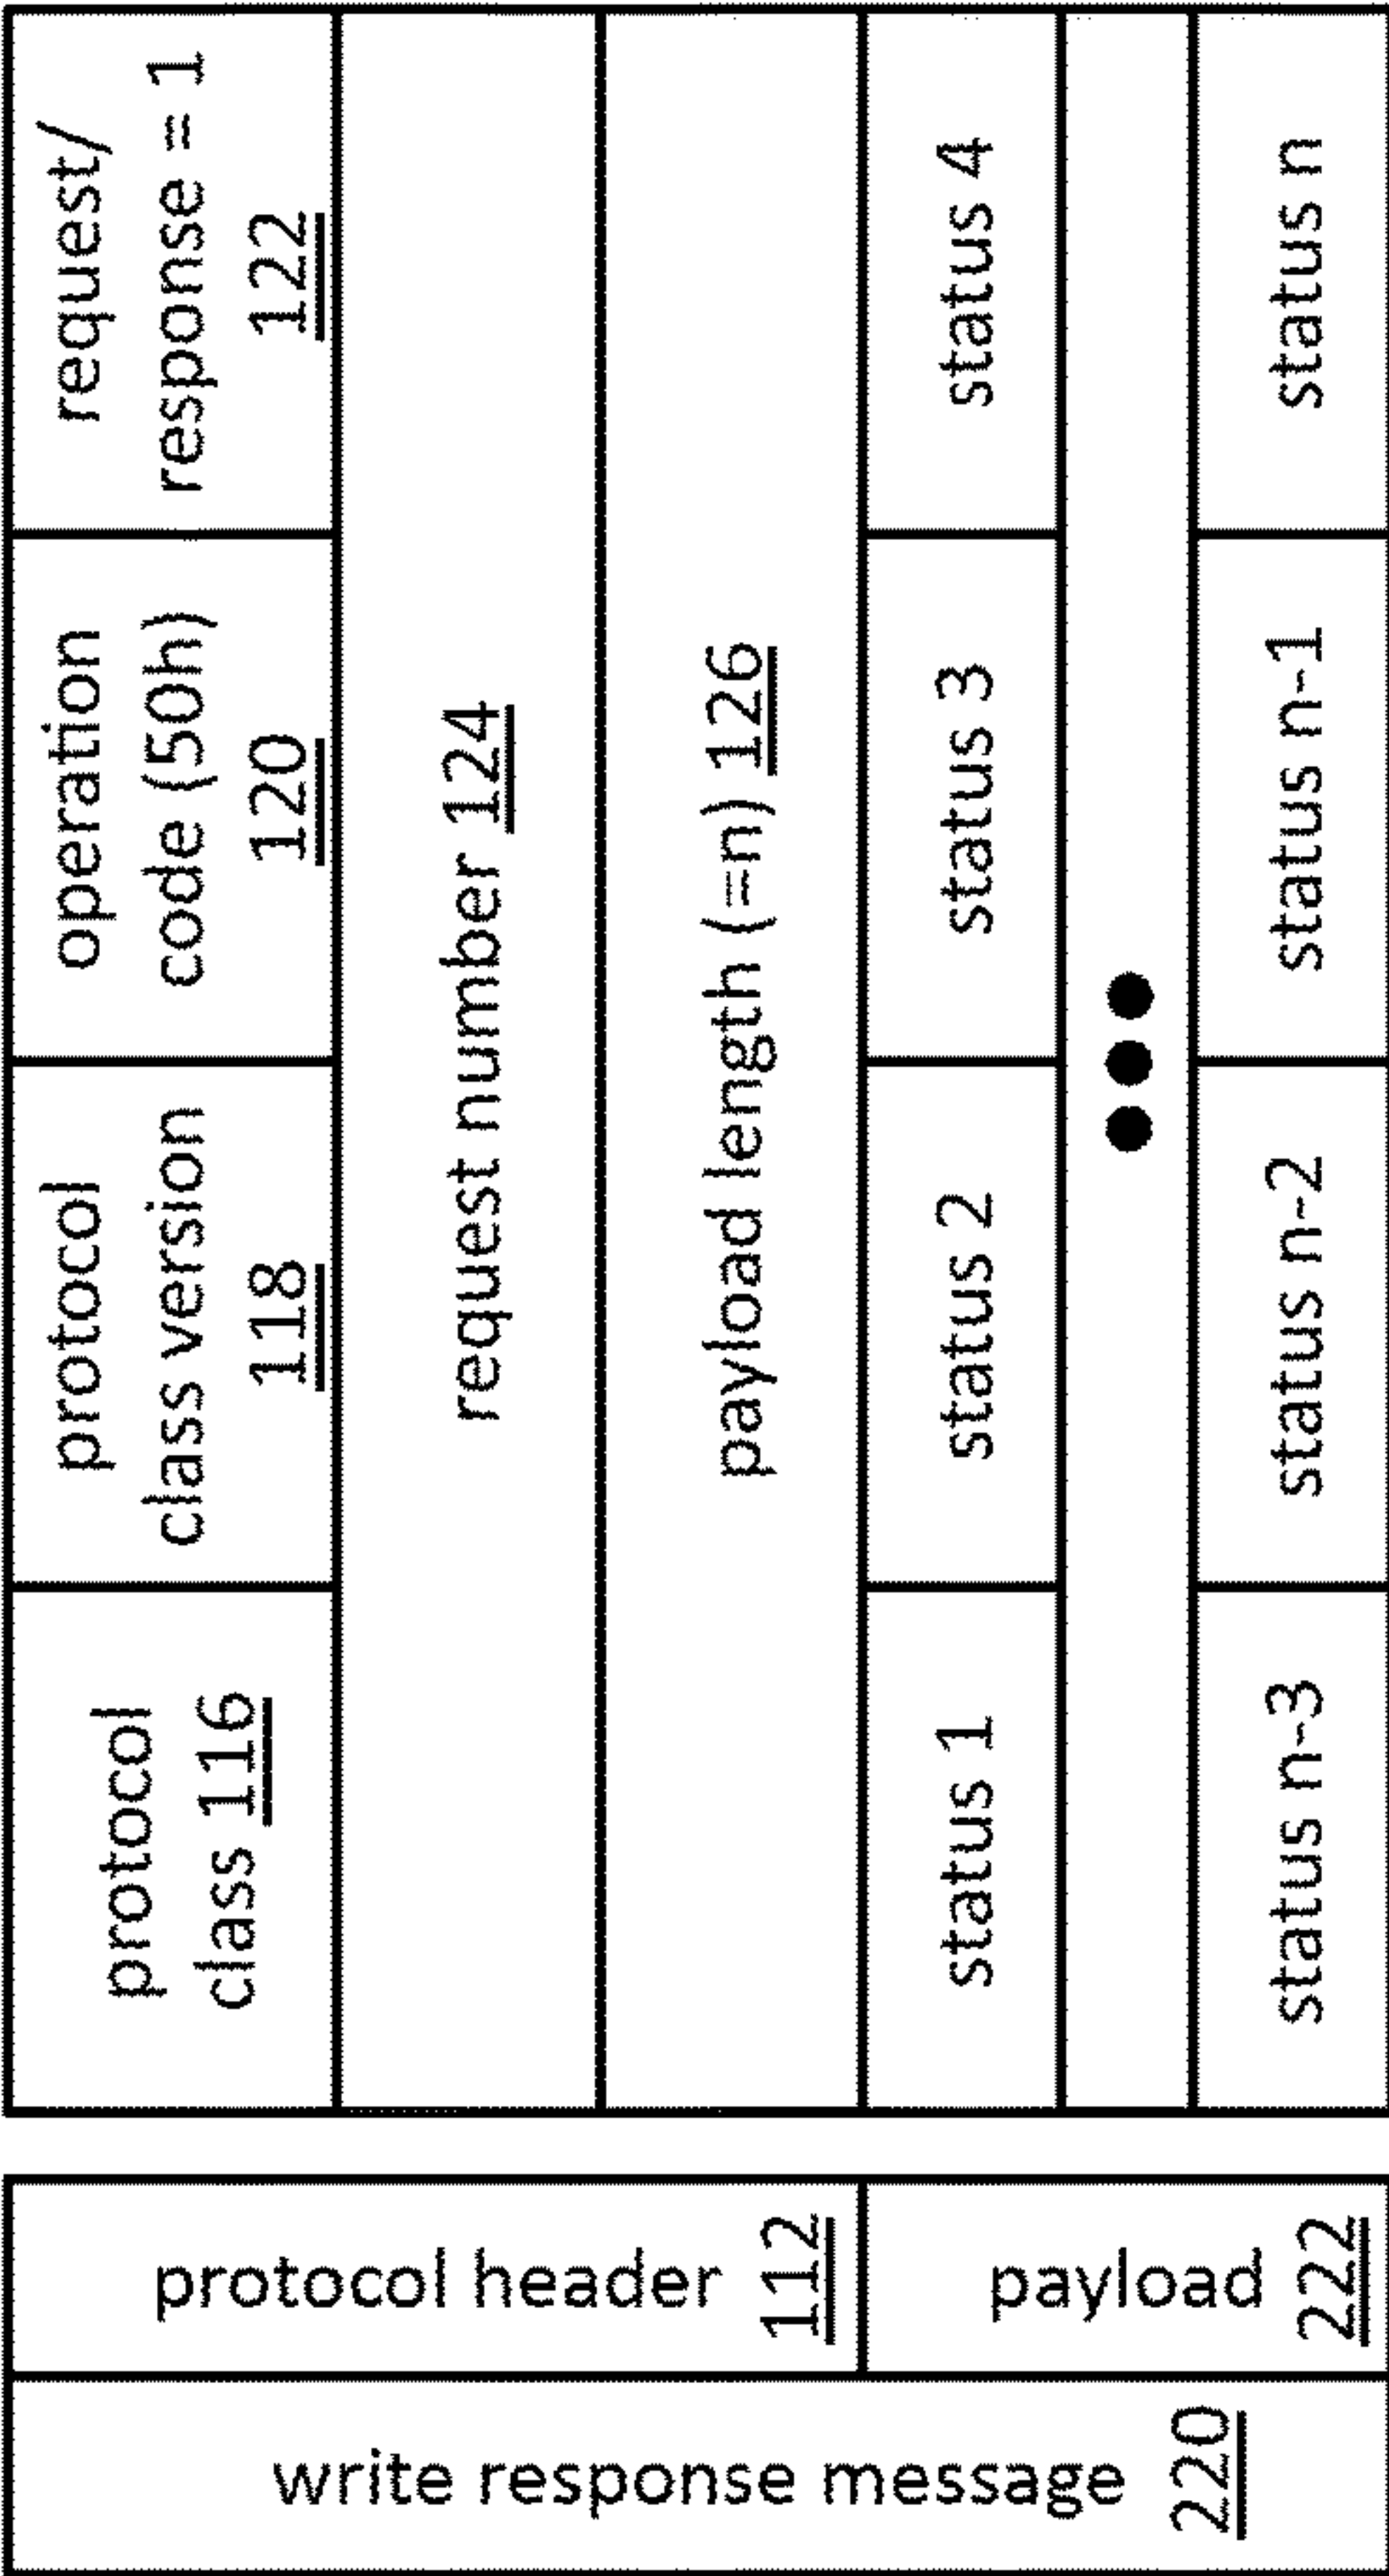 write response message 220
protocol header 112
payload 222
protocol
class 116
protocol
class version
118
operation
code (50h)
120
request/
response = 1
122
request number 124
payload length (=n) 126
status 1
status 2
status 3
status 4
status n-3
status n-2
status n-1
status n